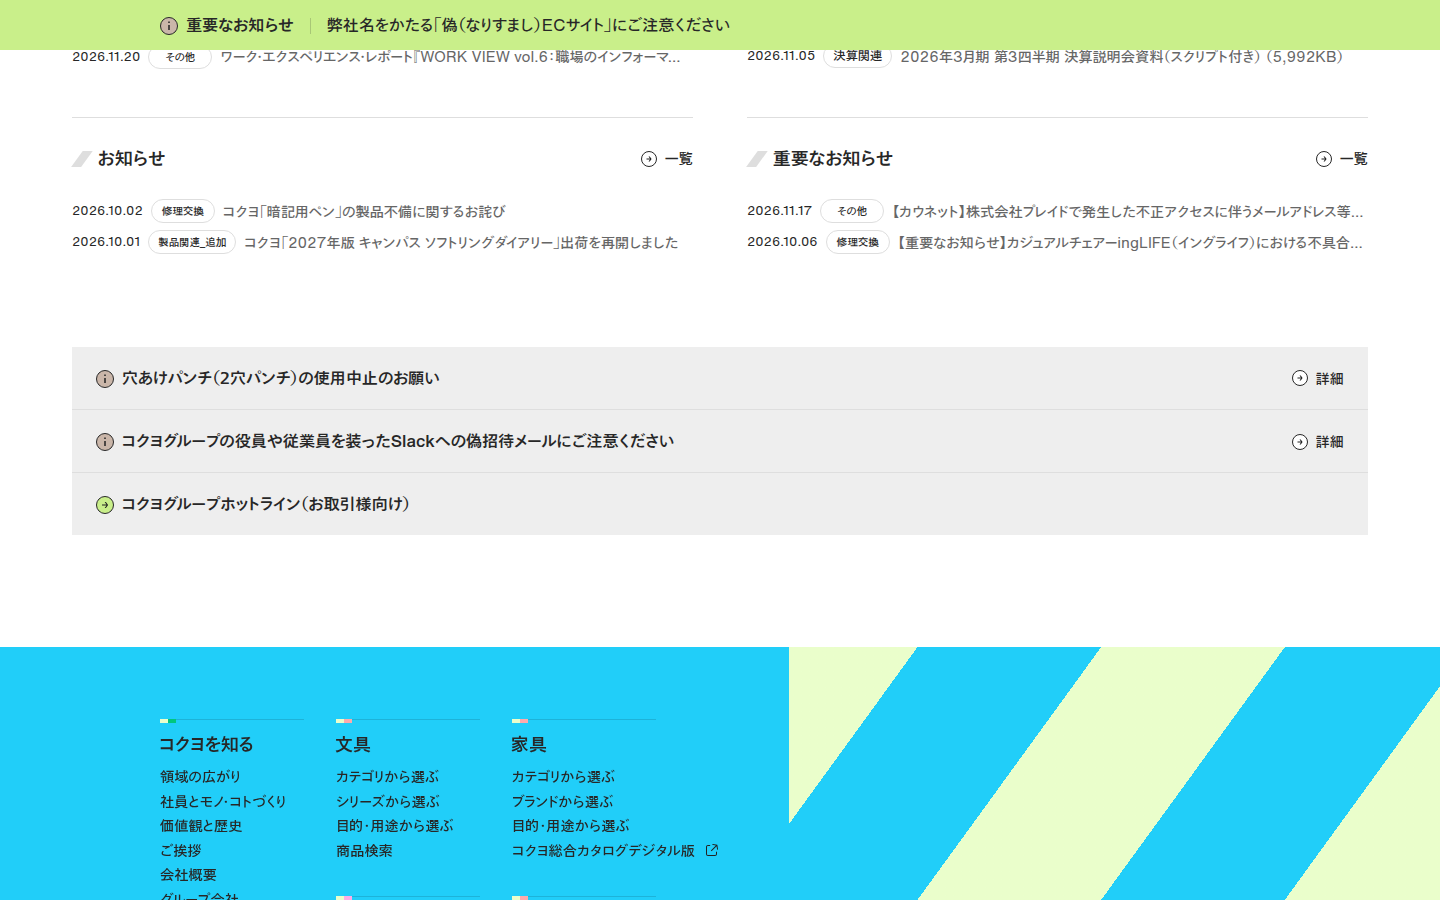 重要なお知らせ 弊社名をかたる「偽(なりすまし)ECサイト」にご注意ください
2026.11.20 その他 ワーク・エクスペリエンス・レポート『WORK VIEW vol.6：職場のインフォーマ...
2026.11.05 決算関連 2026年3月期 第3四半期 決算説明会資料(スクリプト付き) (5,992KB)
お知らせ 一覧
2026.10.02 修理交換 コクヨ「暗記用ペン」の製品不備に関するお詫び
2026.10.01 製品関連_追加 コクヨ「2027年版 キャンパス ソフトリングダイアリー」出荷を再開しました
重要なお知らせ 一覧
2026.11.17 その他 【カウネット】株式会社プレイドで発生した不正アクセスに伴うメールアドレス等...
2026.10.06 修理交換 【重要なお知らせ】カジュアルチェアーingLIFE(イングライフ)における不具合...
穴あけパンチ(2穴パンチ)の使用中止のお願い 詳細
コクヨグループの役員や従業員を装ったSlackへの偽招待メールにご注意ください 詳細
コクヨグループホットライン(お取引様向け)
コクヨを知る
領域の広がり
社員とモノ・コトづくり
価値観と歴史
ご挨拶
会社概要
グループ会社
文具
カテゴリから選ぶ
シリーズから選ぶ
目的・用途から選ぶ
商品検索
家具
カテゴリから選ぶ
ブランドから選ぶ
目的・用途から選ぶ
コクヨ総合カタログデジタル版